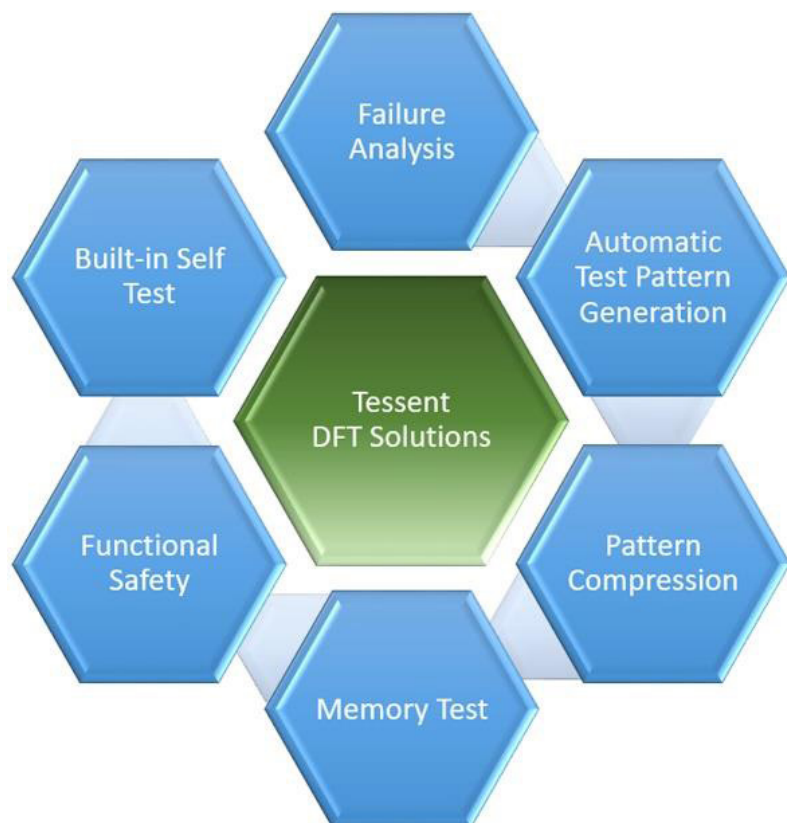 Failure
Analysis
Automatic
Test Pattern
Generation
Built-in Self
Test
Tessent
DFT Solutions
Functional
Safety
Pattern
Compression
Memory Test